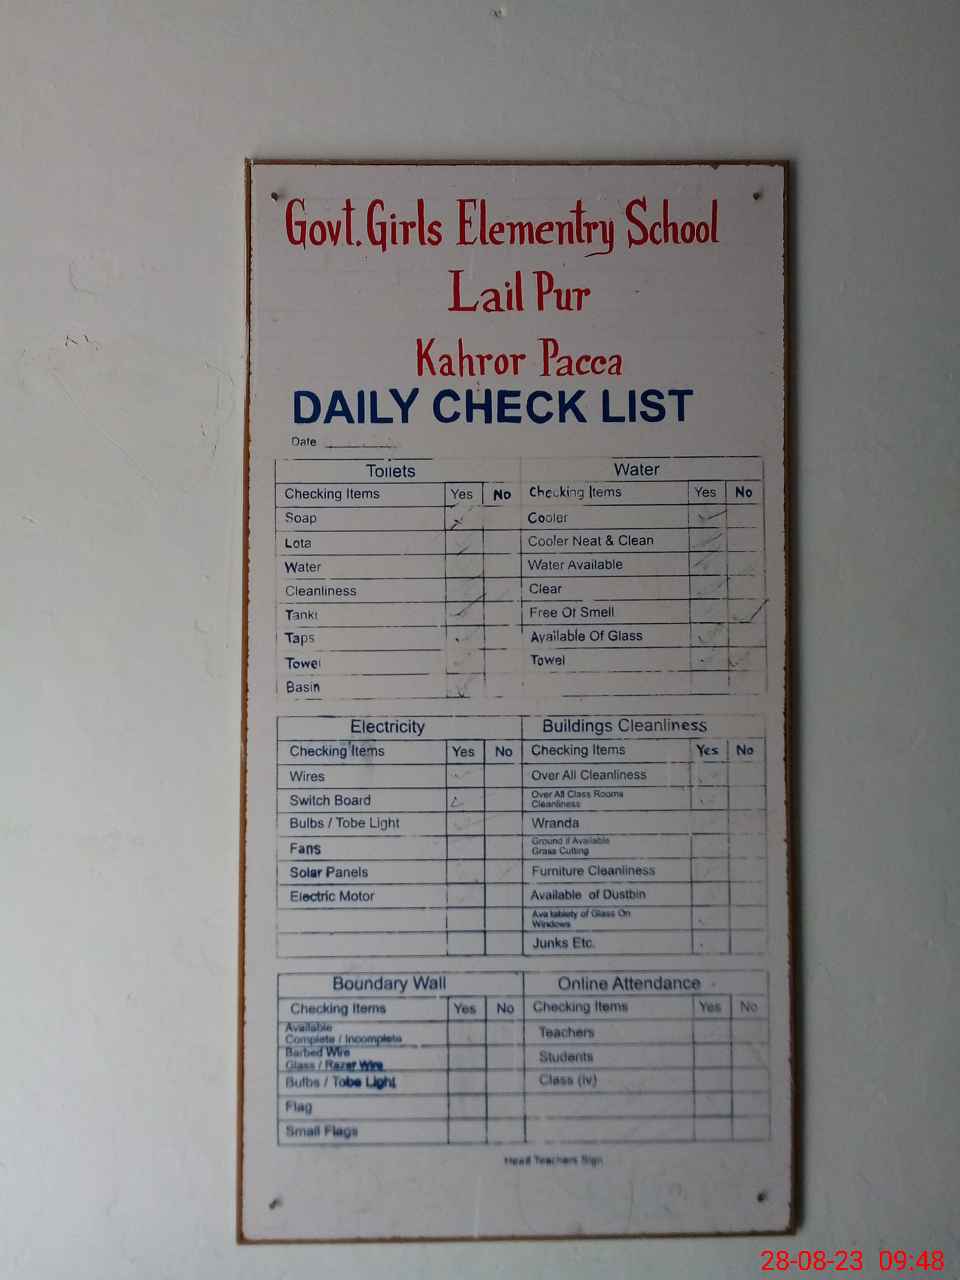 Govt. Girls Elementry School
Lail Pur
Kahror Pacca
DAILY CHECK LIST
Date
Toilets Water
Checking Items Yes No Checking Items Yes No
Soap Cooler
Lota Cooler Neat & Clean
Water Water Available
Cleanliness Clear
Tanki Free Of Smell
Taps Available Of Glass
Towel Towel
Basin
Electricity Buildings Cleanliness
Checking Items Yes No Checking Items Yes No
Wires Over All Cleanliness
Switch Board Over All Class Rooms
Cleanliness
Bulbs / Tobe Light Wranda
Fans Ground if Available
Grass Cutting
Solar Panels Furniture Cleanliness
Electric Motor Available of Dustbin
of Glass On
Windows
Junks Etc.
Boundary Wall Online Attendance
Checking Items Yes No Checking Items Yes No
Available
Complete / Incomplete Teachers
Barbed Wire
Glass / Razer Wire Students
Bulbs / Tobe Light Class (iv)
Flag
Small Flags
Head Teachers Sign
28-08-23 09:48